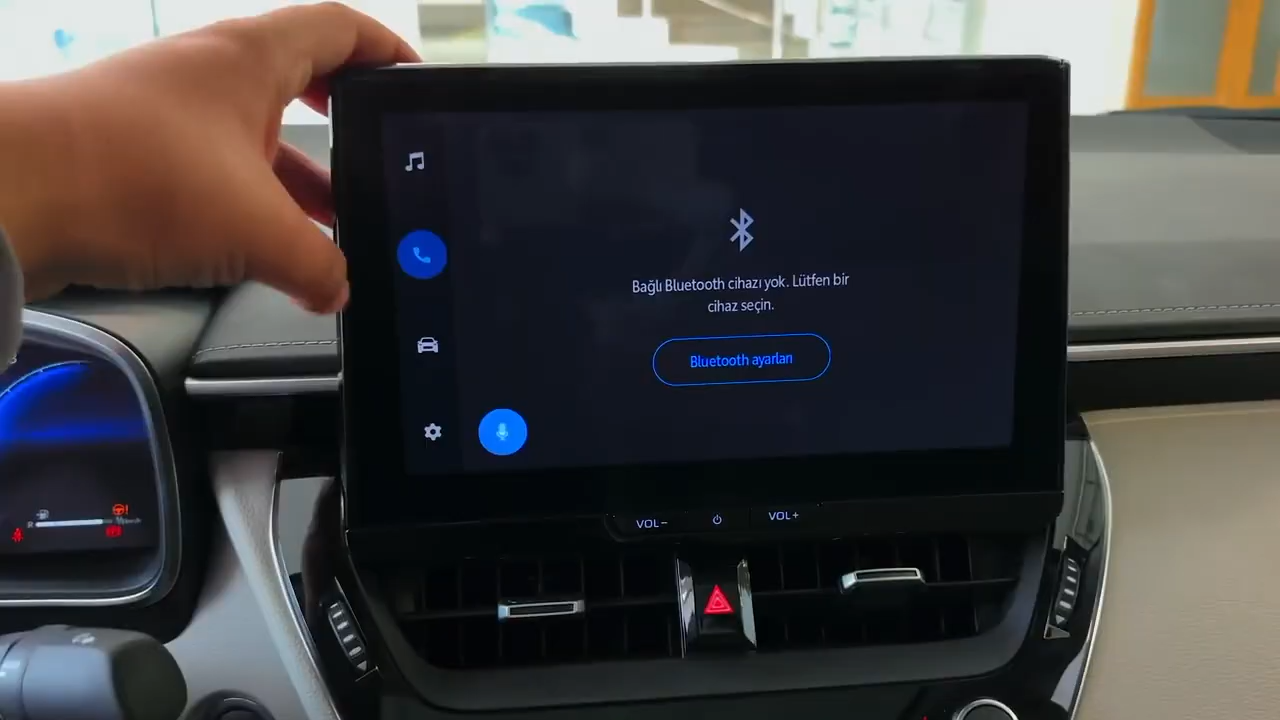 Bağlı Bluetooth cihazı yok. Lütfen bir
cihaz seçin.
Bluetooth ayarları
VOL-
VOL+